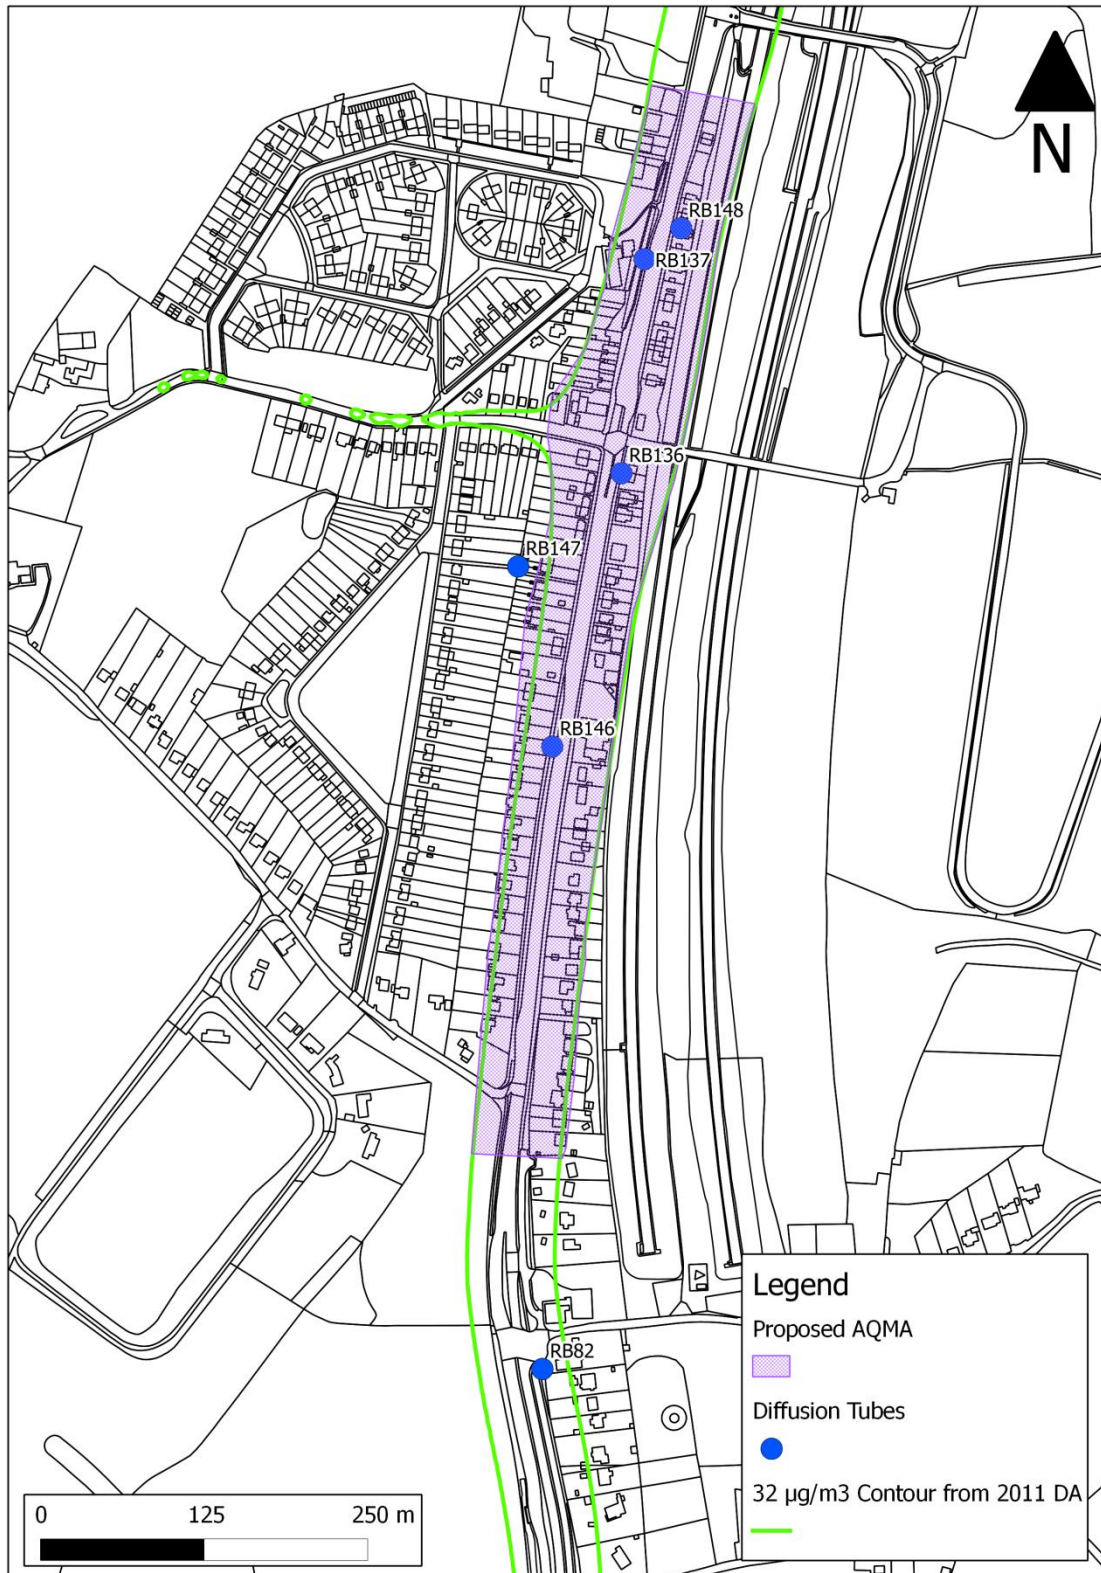 N
RB148
RB137
RB136
RB147
RB146
RB82
Legend
Proposed AQMA
Diffusion Tubes
32 µg/m3 Contour from 2011 DA
0 125 250 m